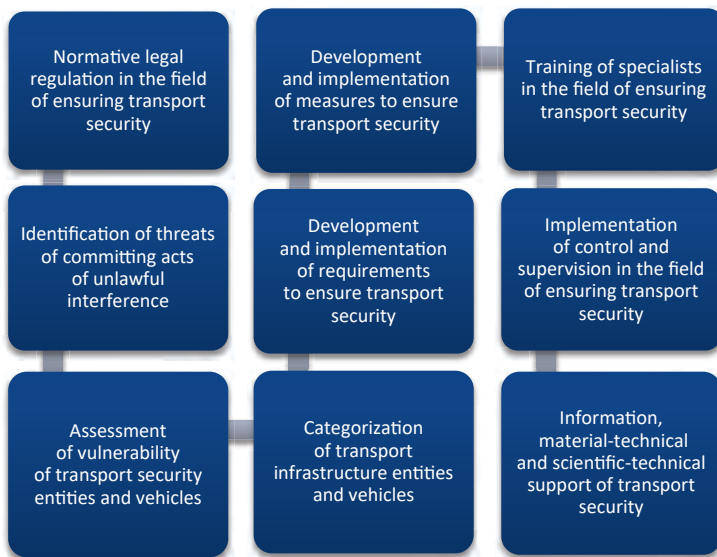 Normative legal
regulation in the field
of ensuring transport
security
Identification of threats
of committing acts
of unlawful
interference
Assessment
of vulnerability
of transport security
entities and vehicles
Categorization
of transport
infrastructure entities
and vehicles
Development
and implementation
of requirements
to ensure transport
security
Development
and implementation
of measures to ensure
transport security
Training of specialists
in the field of ensuring
transport security
Implementation
of control and
supervision in the field
of ensuring transport
security
Information,
material-technical
and scientific-technical
support of transport
security